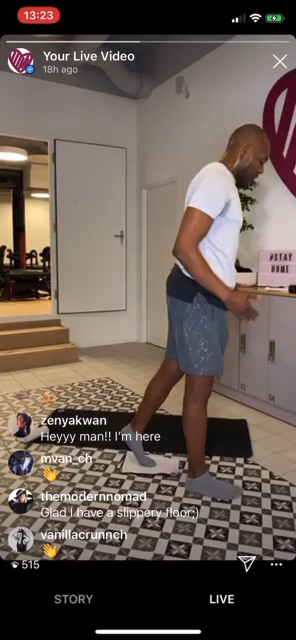 13:23
Your Live Video
18h ago
#STAY
HOME
zenyakwan
Heyyy man!! I'm here
mvan_ch
👋
themodernnomad
Glad I have a slippery floor;)
vanillacrunnch
👋
515
STORY
LIVE